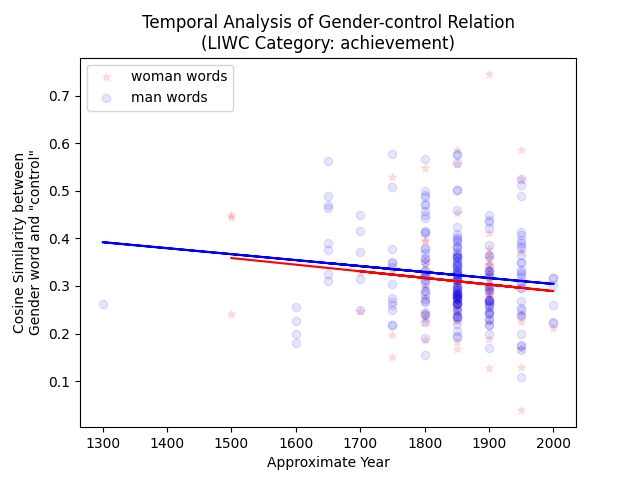 Temporal Analysis of Gender-control Relation
(LIWC Category: achievement)
woman words
man words
Cosine Similarity between
Gender word and "control"
0.7
0.6
0.5
0.4
0.3
0.2
0.1
1300 1400 1500 1600 1700 1800 1900 2000
Approximate Year